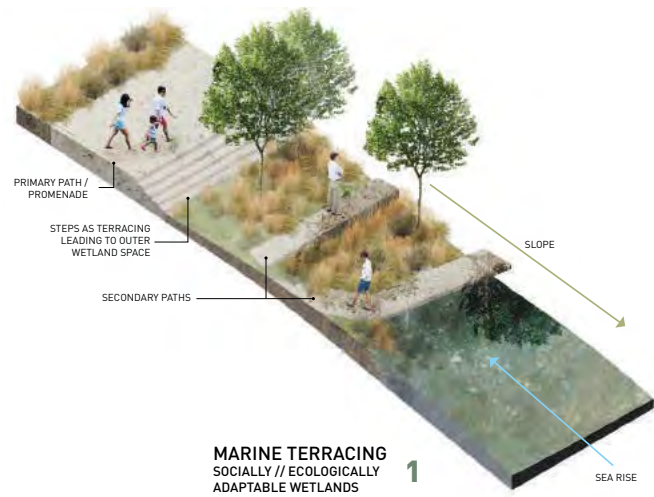 PRIMARY PATH /
PROMENADE
STEPS AS TERRACING
LEADING TO OUTER
WETLAND SPACE
SECONDARY PATHS
SLOPE
SEA RISE
MARINE TERRACING
SOCIALLY // ECOLOGICALLY
ADAPTABLE WETLANDS
1